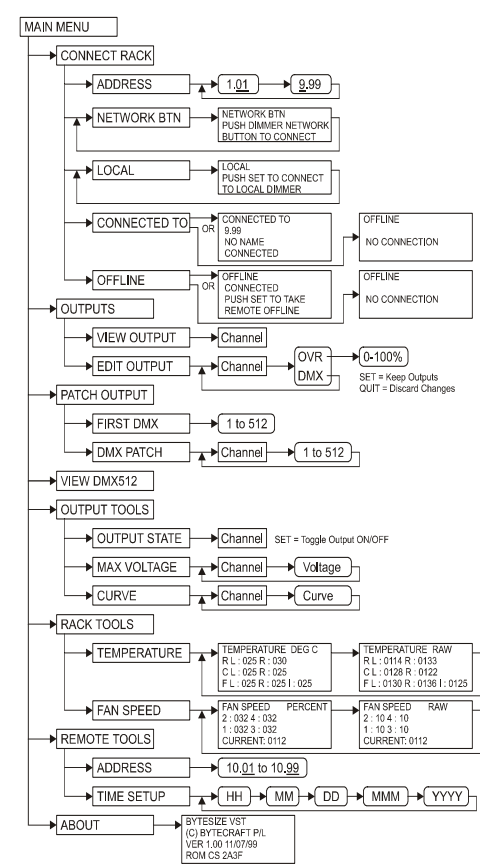 MAIN MENU
CONNECT RACK
ADDRESS
1.01
9.99
NETWORK BTN
NETWORK BTN
PUSH DIMMER NETWORK
BUTTON TO CONNECT
LOCAL
LOCAL
PUSH SET TO CONNECT
TO LOCAL DIMMER
CONNECTED TO
OR
CONNECTED TO
9.99
NO NAME
CONNECTED
OFFLINE
NO CONNECTION
OFFLINE
OR
OFFLINE
CONNECTED
PUSH SET TO TAKE
REMOTE OFFLINE
OFFLINE
NO CONNECTION
OUTPUTS
VIEW OUTPUT
Channel
EDIT OUTPUT
Channel
OVR
DMX
0-100%
SET = Keep Outputs
QUIT = Discard Changes
PATCH OUTPUT
FIRST DMX
1 to 512
DMX PATCH
Channel
1 to 512
VIEW DMX512
OUTPUT TOOLS
OUTPUT STATE
Channel
SET = Toggle Output ON/OFF
MAX VOLTAGE
Channel
Voltage
CURVE
Channel
Curve
RACK TOOLS
TEMPERATURE
TEMPERATURE DEG C
R L : 025 R : 030
C L : 025 R : 025
F L : 025 R : 025 I : 025
TEMPERATURE RAW
R L : 0114 R : 0133
C L : 0128 R : 0122
F L : 0130 R : 0136 I : 0125
FAN SPEED
FAN SPEED PERCENT
2 : 032 4 : 032
1 : 032 3 : 032
CURRENT: 0112
FAN SPEED RAW
2 : 10 4 : 10
1 : 10 3 : 10
CURRENT: 0112
REMOTE TOOLS
ADDRESS
10.01 to 10.99
TIME SETUP
HH
MM
DD
MMM
YYYY
ABOUT
BYTESIZE VST
(C) BYTECRAFT P/L
VER 1.00 11/07/99
ROM CS 2A3F